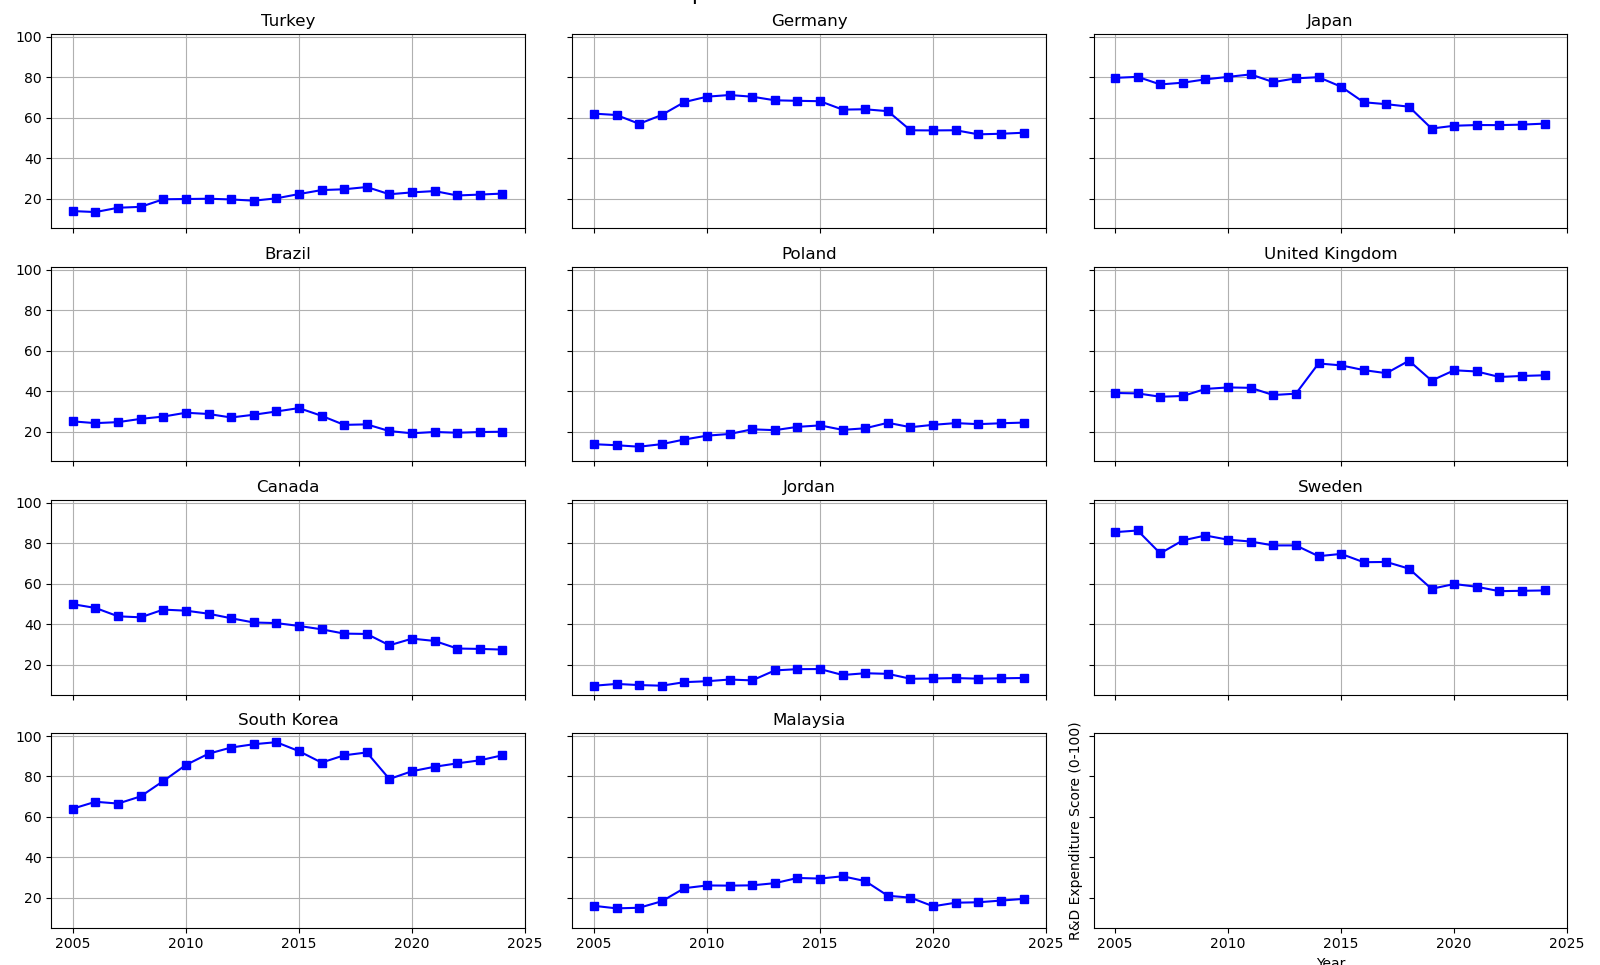 Turkey
Germany
Japan
100
80
60
40
20
Brazil
Poland
United Kingdom
100
80
60
40
20
Canada
Jordan
Sweden
100
80
60
40
20
South Korea
Malaysia
100
80
60
40
20
R&D Expenditure Score (0-100)
2005 2010 2015 2020 2025
2005 2010 2015 2020 2025
2005 2010 2015 2020 2025
Year